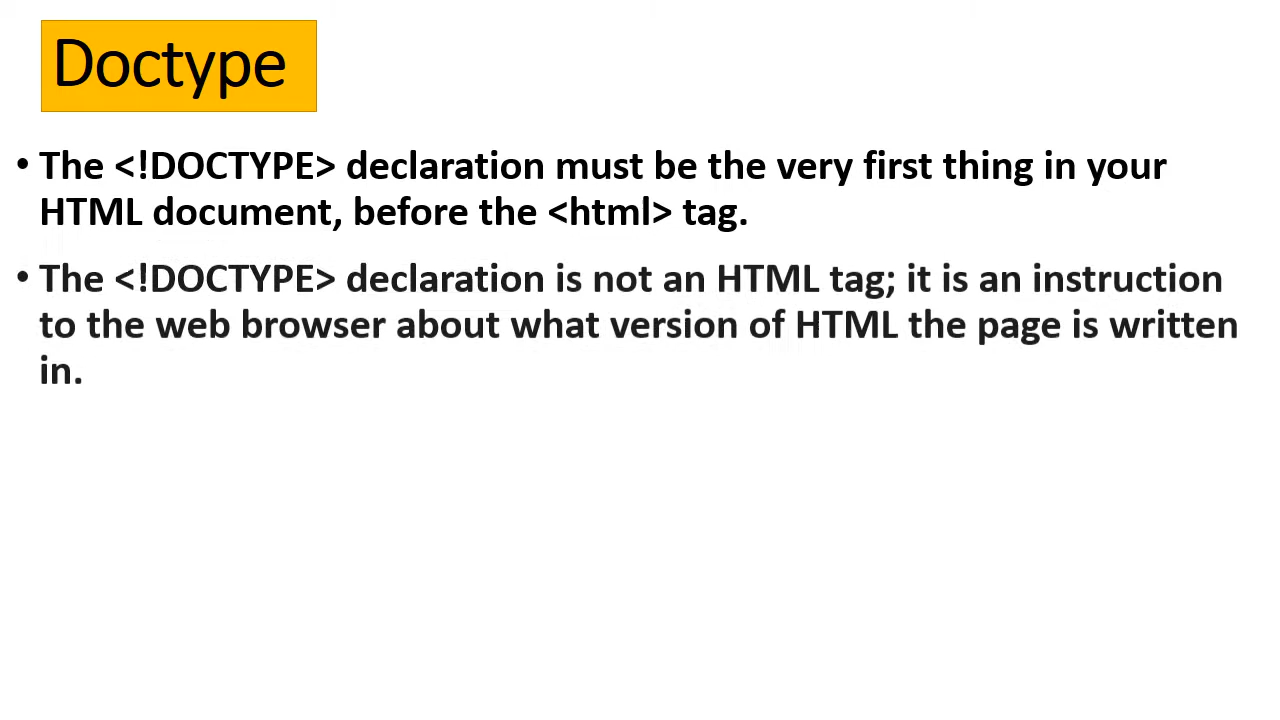 Doctype
• The <!DOCTYPE> declaration must be the very first thing in your
HTML document, before the <html> tag.
• The <!DOCTYPE> declaration is not an HTML tag; it is an instruction
to the web browser about what version of HTML the page is written
in.